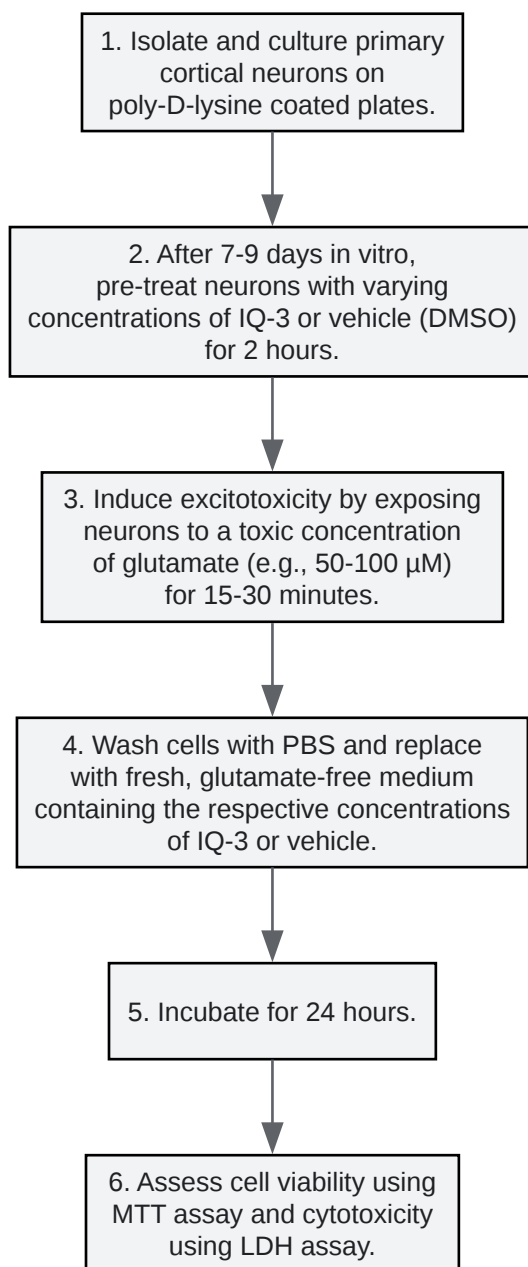 1. Isolate and culture primary
cortical neurons on
poly-D-lysine coated plates.
2. After 7-9 days in vitro,
pre-treat neurons with varying
concentrations of IQ-3 or vehicle (DMSO)
for 2 hours.
3. Induce excitotoxicity by exposing
neurons to a toxic concentration
of glutamate (e.g., 50-100 µM)
for 15-30 minutes.
4. Wash cells with PBS and replace
with fresh, glutamate-free medium
containing the respective concentrations
of IQ-3 or vehicle.
5. Incubate for 24 hours.
6. Assess cell viability using
MTT assay and cytotoxicity
using LDH assay.